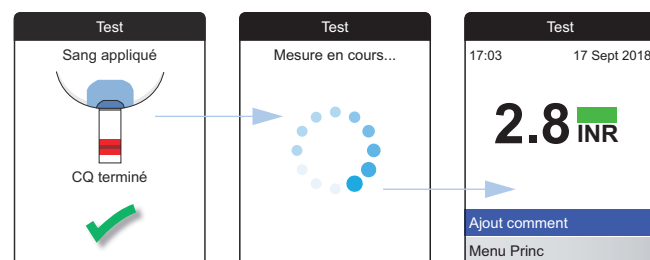 Test
Sang appliqué
CQ terminé
Test
Mesure en cours...
Test
17:03 17 Sept 2018
2.8 INR
Ajout comment
Menu Princ